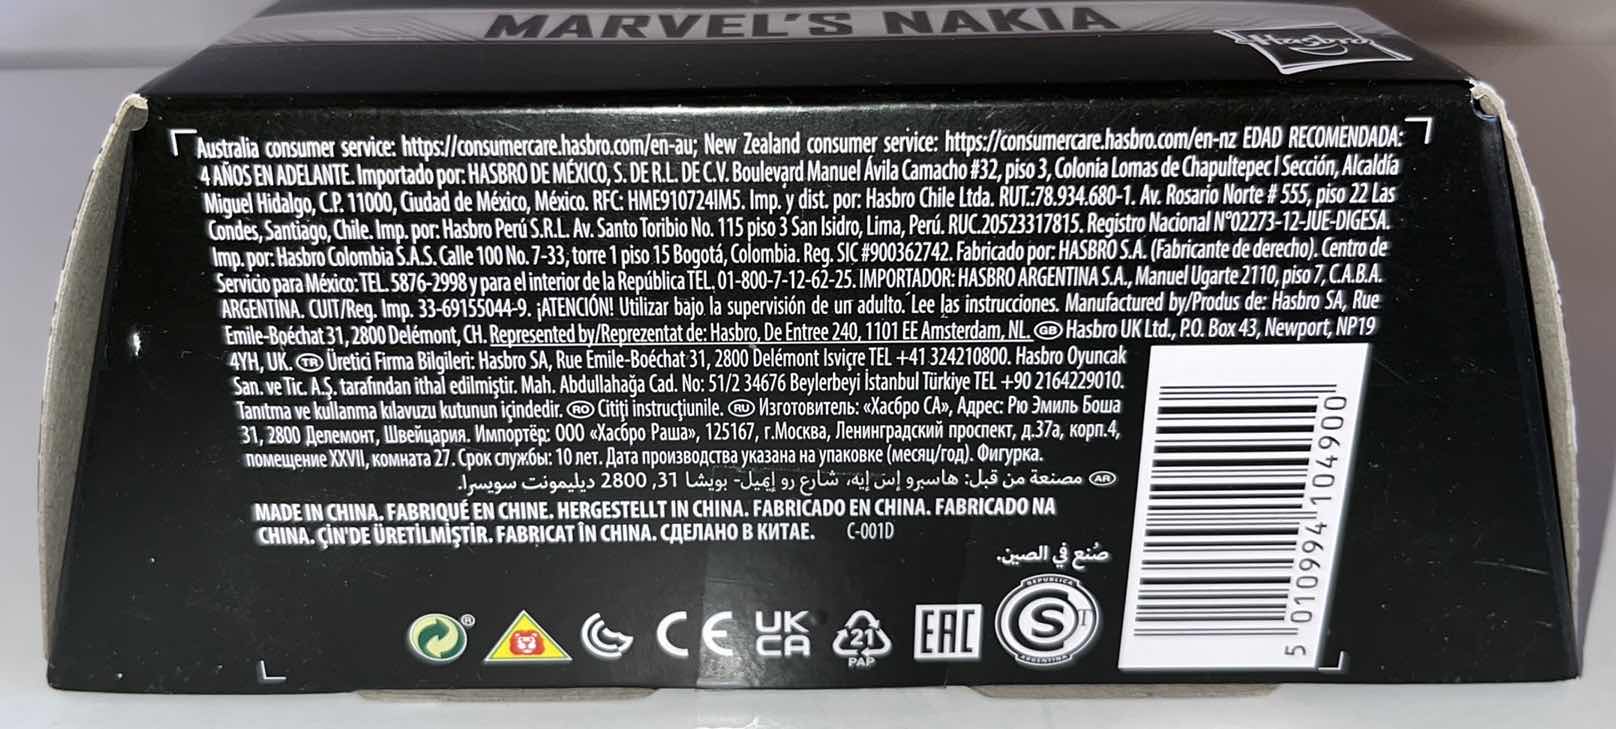 MARVEL'S NAKIA
Hasbro
Australia consumer service: https://consumercare.hasbro.com/en-au; New Zealand consumer service: https://consumercare.hasbro.com/en-nz EDAD RECOMENDADA:
4 AÑOS EN ADELANTE. Importado por: HASBRO DE MÉXICO, S. DE R.L. DE C.V. Boulevard Manuel Ávila Camacho #32, piso 3, Colonia Lomas de Chapultepec I Sección, Alcaldía
Miguel Hidalgo, C.P. 11000, Ciudad de México, México. RFC: HME910724IM5. Imp. y dist. por: Hasbro Chile Ltda. RUT.:78.934.680-1. Av. Rosario Norte # 555, piso 22 Las
Condes, Santiago, Chile. Imp. por: Hasbro Perú S.R.L. Av. Santo Toribio No. 115 piso 3 San Isidro, Lima, Perú. RUC.20523317815. Registro Nacional N°02273-12-JUE-DIGESA.
Imp. por: Hasbro Colombia S.A.S. Calle 100 No. 7-33, torre 1 piso 15 Bogotá, Colombia. Reg. SIC #900362742. Fabricado por: HASBRO S.A. (Fabricante de derecho). Centro de
Servicio para México: TEL. 5876-2998 y para el interior de la República TEL. 01-800-7-12-62-25. IMPORTADOR: HASBRO ARGENTINA S.A., Manuel Ugarte 2110, piso 7, C.A.B.A.
ARGENTINA. CUIT/Reg. Imp. 33-69155044-9. ¡ATENCIÓN! Utilizar bajo la supervisión de un adulto. Lee las instrucciones. Manufactured by/Produs de: Hasbro SA, Rue
Emile-Boéchat 31, 2800 Delémont, CH. Represented by/Reprezentat de: Hasbro, De Entree 240, 1101 EE Amsterdam, NL. GB Hasbro UK Ltd., P.O. Box 43, Newport, NP19
4YH, UK. TR Üretici Firma Bilgileri: Hasbro SA, Rue Emile-Boéchat 31, 2800 Delémont İsviçre TEL +41 324210800. Hasbro Oyuncak
San. ve Tic. A.Ş. tarafından ithal edilmiştir. Mah. Abdullahağa Cad. No: 51/2 34676 Beylerbeyi İstanbul Türkiye TEL +90 2164229010.
Tanıtma ve kullanma kılavuzu kutunun içindedir. RO Citiți instrucțiunile. RU Изготовитель: «Хасбро СА», Адрес: Рю Эмиль Боша
31, 2800 Делемонт, Швейцария. Импортёр: ООО «Хасбро Раша», 125167, г.Москва, Ленинградский проспект, д.37а, корп.4,
помещение XXVII, комната 27. Срок службы: 10 лет. Дата производства указана на упаковке (месяц/год). Фигурка.
AR مصنعة من قبل: هاسبرو إس إيه، شارع رو إيميل- بويشا 31, 2800 ديليمونت سويسرا.
MADE IN CHINA. FABRIQUÉ EN CHINE. HERGESTELLT IN CHINA. FABRICADO EN CHINA. FABRICADO NA
CHINA. ÇİN'DE ÜRETİLMİŞTİR. FABRICAT ÎN CHINA. СДЕЛАНО В КИТАЕ. C-001D
صُنع في الصين.
® CE UK CA 21 PAP EAC REPUBLICA S T ARGENTINA
5 010994 104900